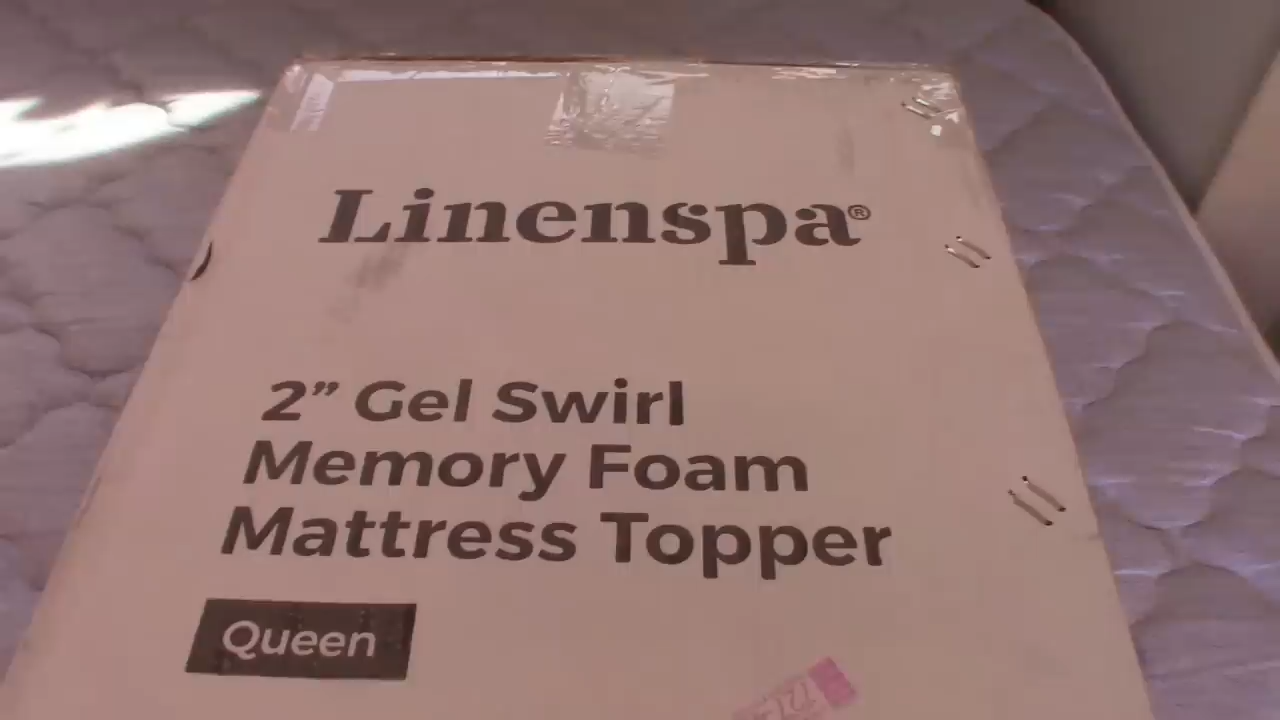 Linenspa®
2” Gel Swirl
Memory Foam
Mattress Topper
Queen